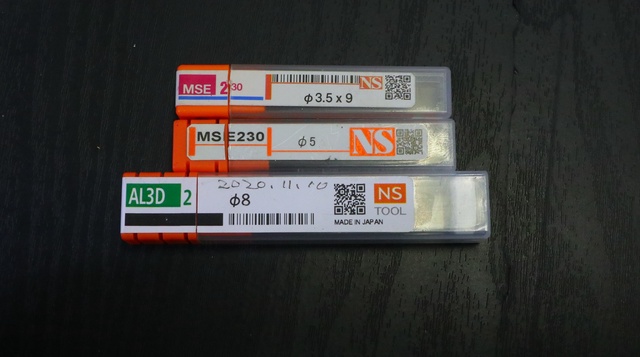 MSE 230
NS
φ3.5 x 9
MSE230
φ5
NS
AL3D 2
2020.11.10
φ8
NS
TOOL
MADE IN JAPAN